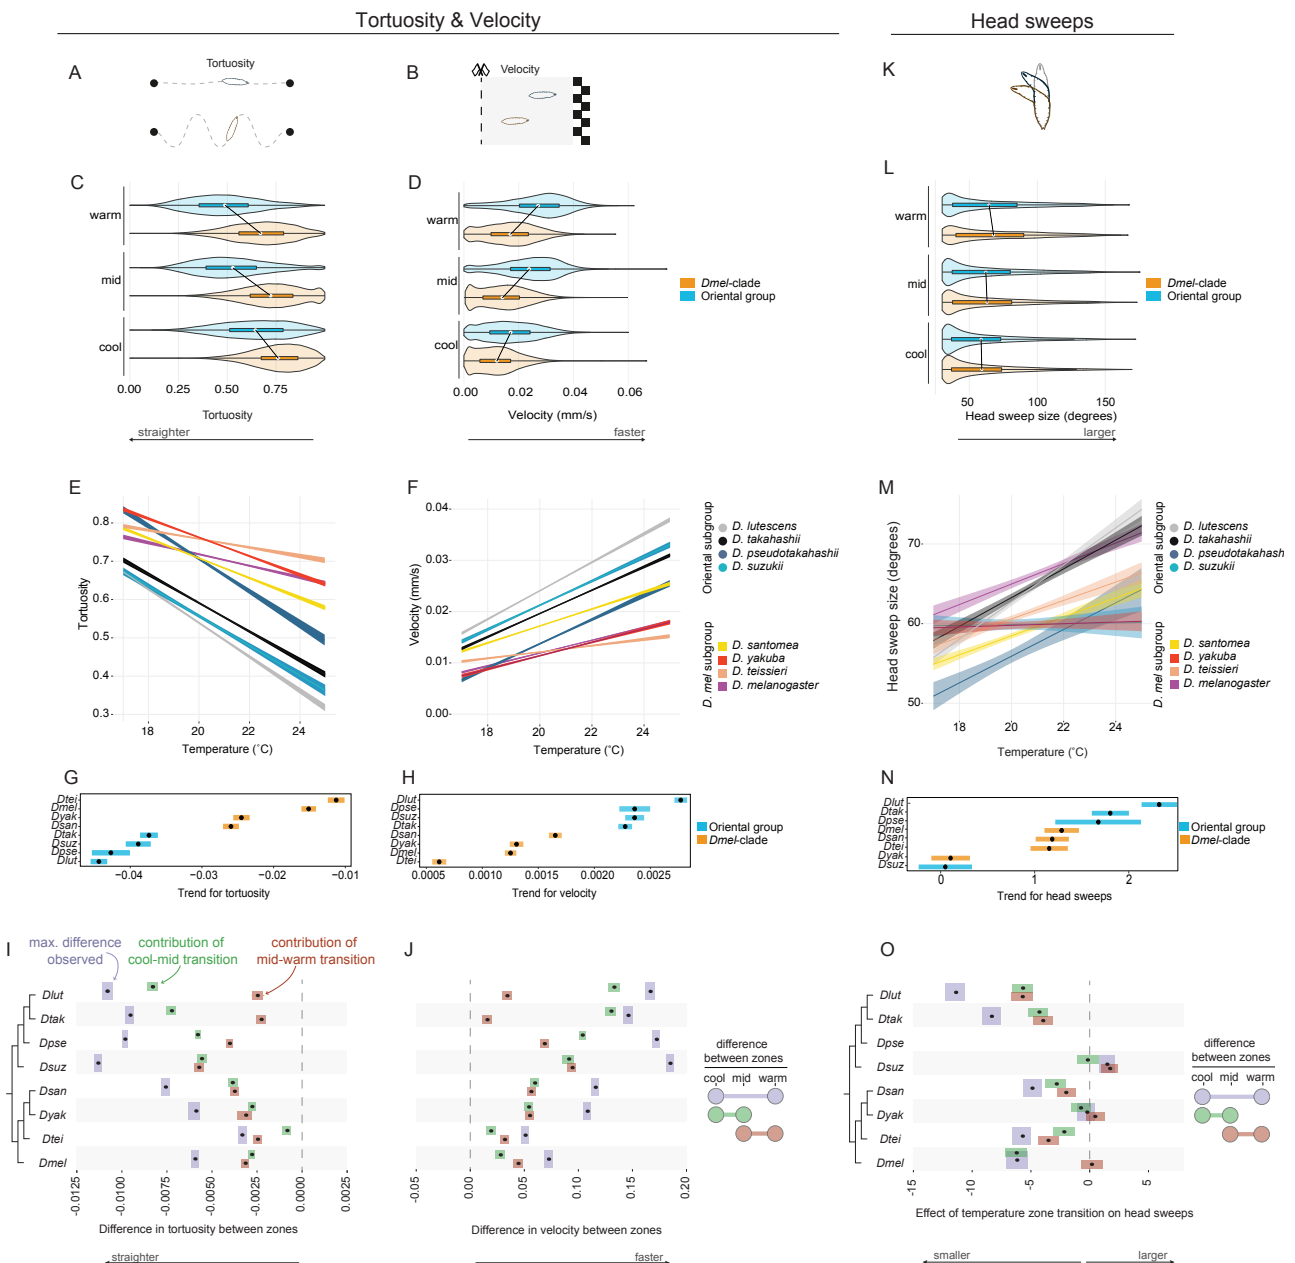 Tortuosity & Velocity
Head sweeps
A
Tortuosity
B
Velocity
K
C
warm
mid
cool
0.00
0.25
0.50
0.75
Tortuosity
straighter
D
warm
mid
cool
0.00
0.02
0.04
0.06
Velocity (mm/s)
faster
Dmel-clade
Oriental group
L
warm
mid
cool
50
100
150
Head sweep size (degrees)
larger
Dmel-clade
Oriental group
E
Tortuosity
0.8
0.7
0.6
0.5
0.4
0.3
18
20
22
24
Temperature (˚C)
F
Velocity (mm/s)
0.04
0.03
0.02
0.01
0.00
18
20
22
24
Temperature (˚C)
Oriental subgroup
D. lutescens
D. takahashii
D. pseudotakahashii
D. suzukii
D. mel subgroup
D. santomea
D. yakuba
D. teissieri
D. melanogaster
M
Head sweep size (degrees)
70
60
50
18
20
22
24
Temperature (˚C)
Oriental subgroup
D. lutescens
D. takahashii
D. pseudotakahash
D. suzukii
D. mel subgroup
D. santomea
D. yakuba
D. teissieri
D. melanogaster
G
Dtei
Dmel
Dyak
Dsan
Dtak
Dsuz
Dpse
Dlut
−0.04
−0.03
−0.02
−0.01
Trend for tortuosity
H
Dlut
Dpse
Dsuz
Dtak
Dsan
Dyak
Dmel
Dtei
0.0005
0.0010
0.0015
0.0020
0.0025
Trend for velocity
Oriental group
Dmel-clade
N
Dlut
Dtak
Dpse
Dmel
Dsan
Dtei
Dyak
Dsuz
0
1
2
Trend for head sweeps
Oriental group
Dmel-clade
I
max. difference
observed
contribution of
cool-mid transition
contribution of
mid-warm transition
Dlut
Dtak
Dpse
Dsuz
Dsan
Dyak
Dtei
Dmel
-0.0125
-0.0100
-0.0075
-0.0050
-0.0025
0.0000
0.0025
Difference in tortuosity between zones
straighter
J
-0.05
0.00
0.05
0.10
0.15
0.20
Difference in velocity between zones
faster
difference
between zones
cool mid warm
O
Dlut
Dtak
Dpse
Dsuz
Dsan
Dyak
Dtei
Dmel
-15
-10
-5
0
5
Effect of temperature zone transition on head sweeps
smaller
larger
difference
between zones
cool mid warm